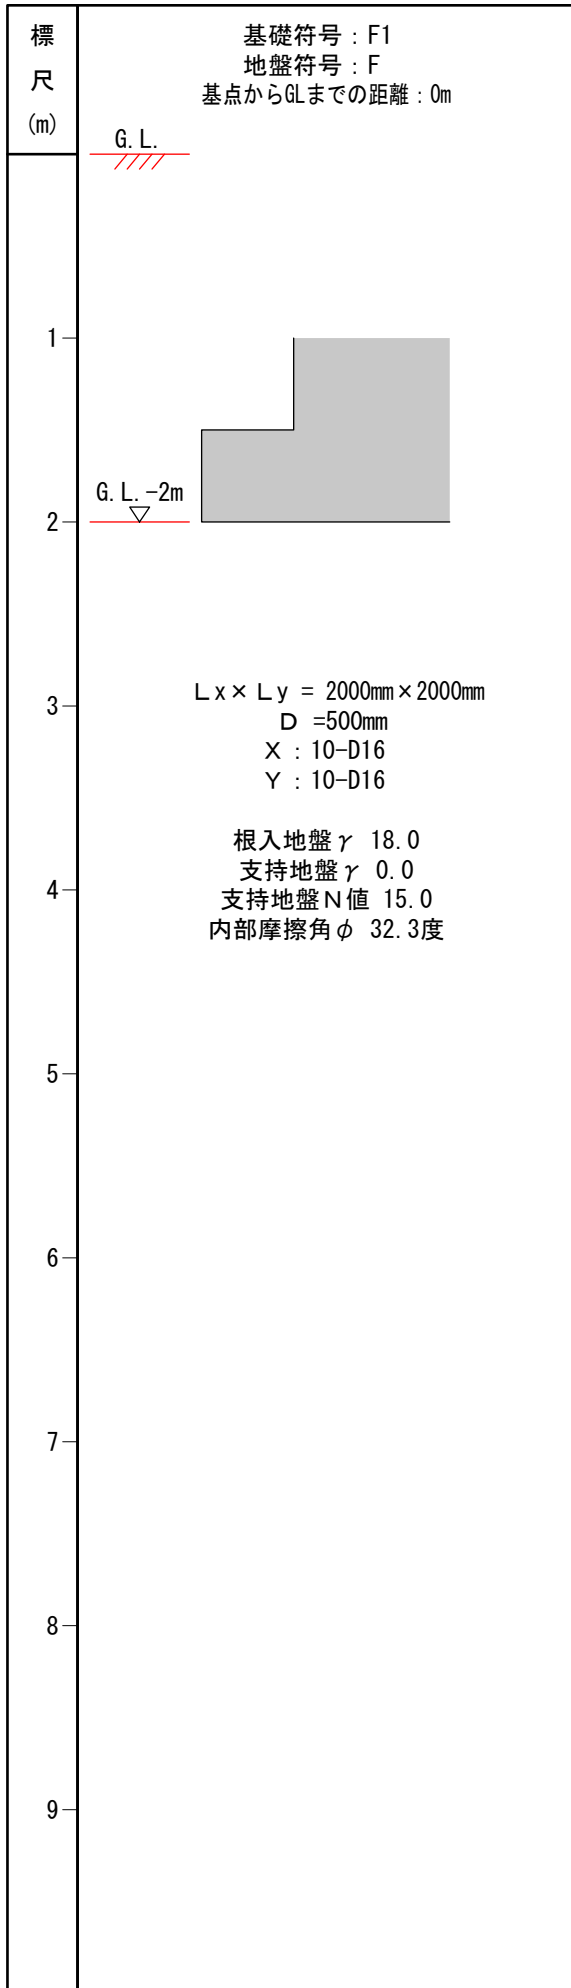 標
尺
(m)
基礎符号：F1
地盤符号：F
基点からGLまでの距離：0m
G.L.
1
G.L.-2m
2
Ｌx×Ｌy = 2000mm×2000mm
3
Ｄ =500mm
Ｘ：10-D16
Ｙ：10-D16
根入地盤γ 18.0
支持地盤γ 0.0
4
支持地盤Ｎ値 15.0
内部摩擦角φ 32.3度
5
6
7
8
9